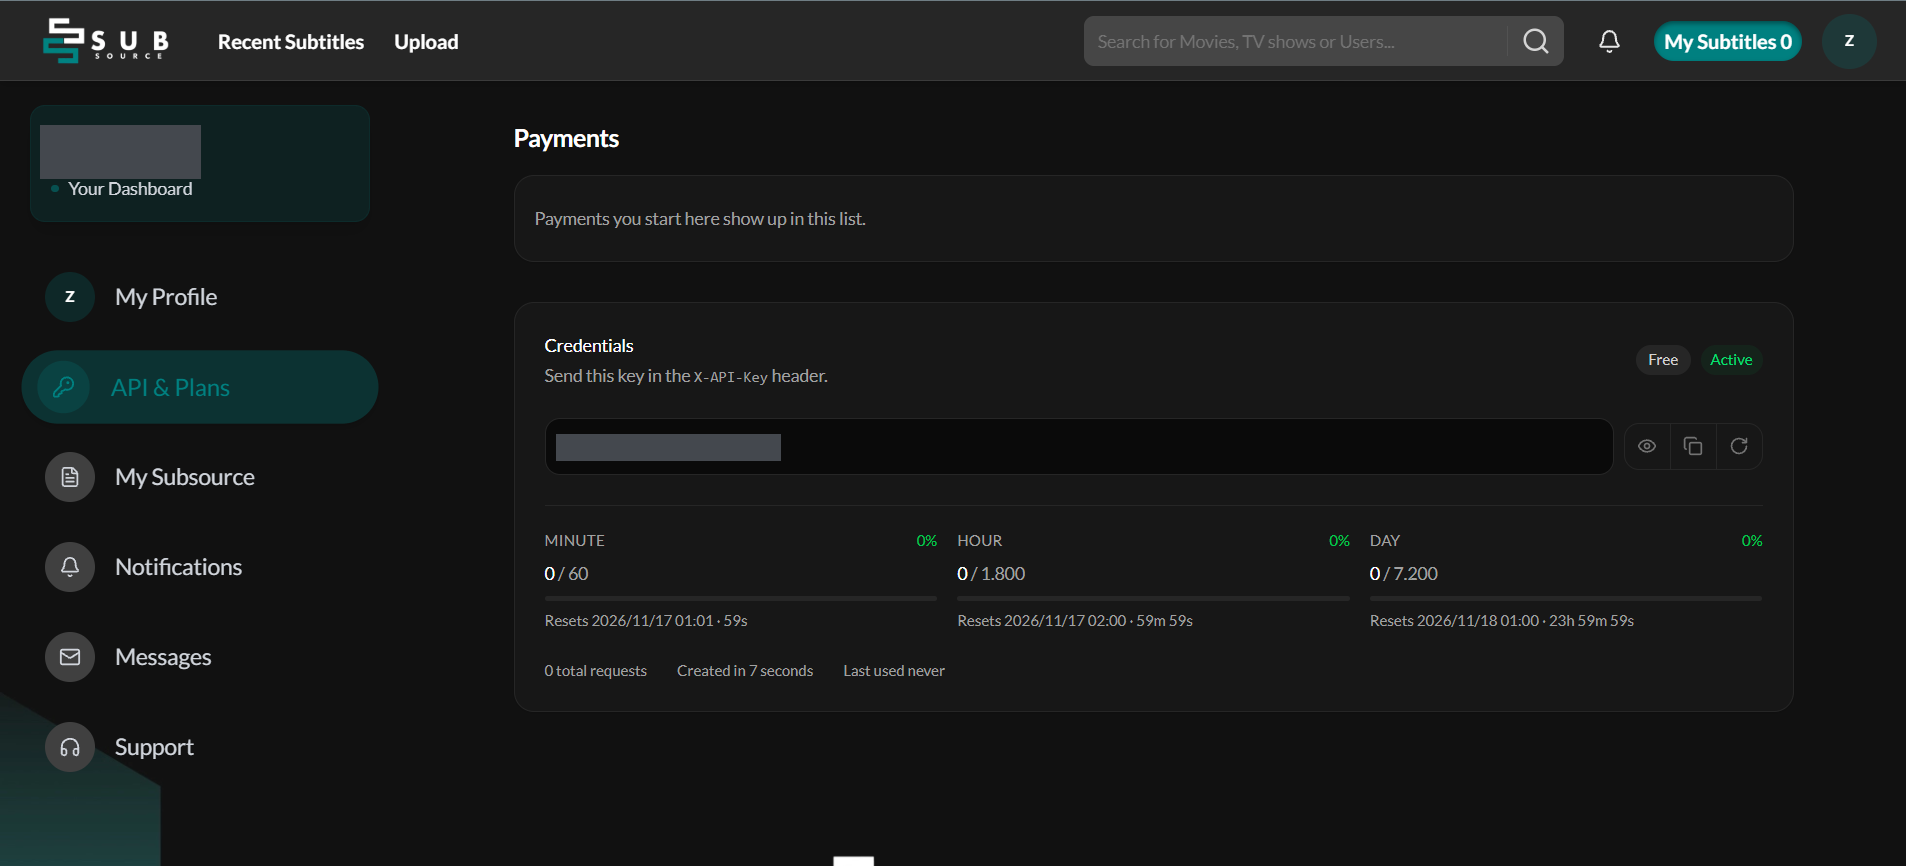 SUB
SOURCE
Recent Subtitles
Upload
Search for Movies, TV shows or Users...
My Subtitles 0
Z
Your Dashboard
Z
My Profile
API & Plans
My Subsource
Notifications
Messages
Support
Payments
Payments you start here show up in this list.
Credentials
Send this key in the X-API-Key header.
Free
Active
MINUTE
0%
0 / 60
Resets 2026/11/17 01:01 · 59s
HOUR
0%
0 / 1.800
Resets 2026/11/17 02:00 · 59m 59s
DAY
0%
0 / 7.200
Resets 2026/11/18 01:00 · 23h 59m 59s
0 total requests
Created in 7 seconds
Last used never